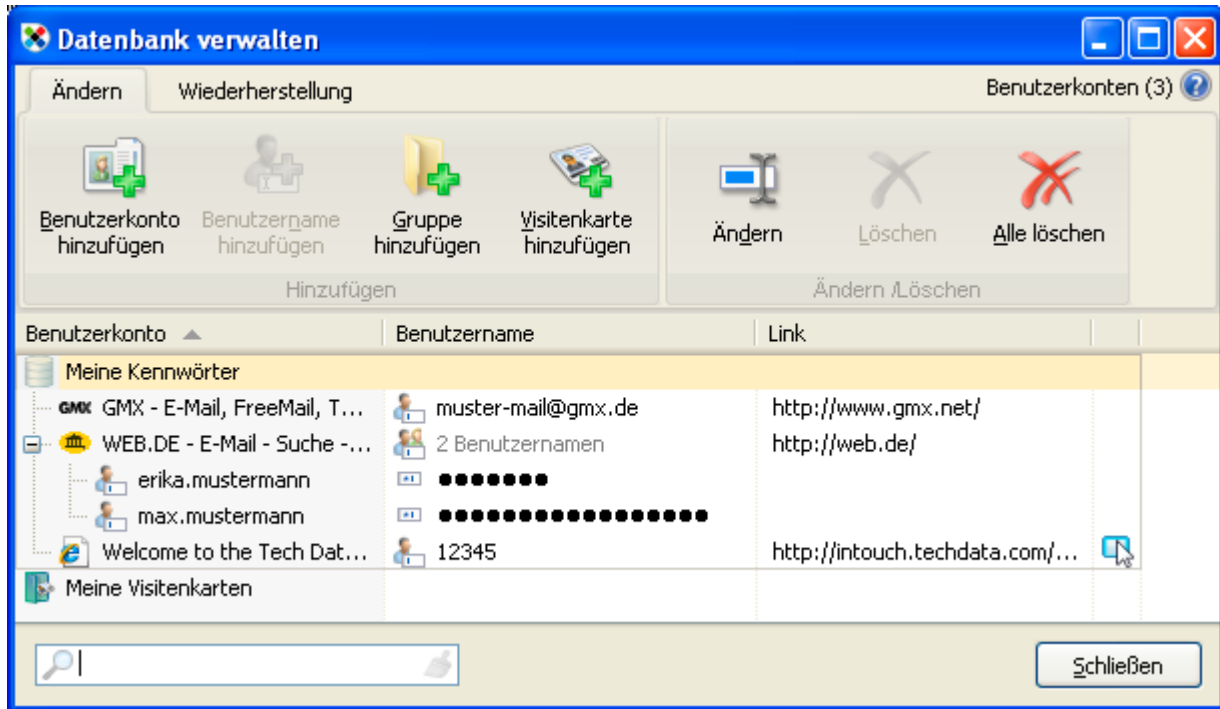 Datenbank verwalten
Ändern Wiederherstellung Benutzerkonten (3)
Benutzerkonto hinzufügen
Benutzername hinzufügen
Gruppe hinzufügen
Visitenkarte hinzufügen
Ändern
Löschen
Alle löschen
Hinzufügen
Ändern /Löschen
Benutzerkonto Benutzername Link
Meine Kennwörter
GMX GMX - E-Mail, FreeMail, T... muster-mail@gmx.de http://www.gmx.net/
WEB.DE - E-Mail - Suche -... 2 Benutzernamen http://web.de/
erika.mustermann ●●●●●●●
max.mustermann ●●●●●●●●●●●●●●●●●
Welcome to the Tech Dat... 12345 http://intouch.techdata.com/...
Meine Visitenkarten
Schließen